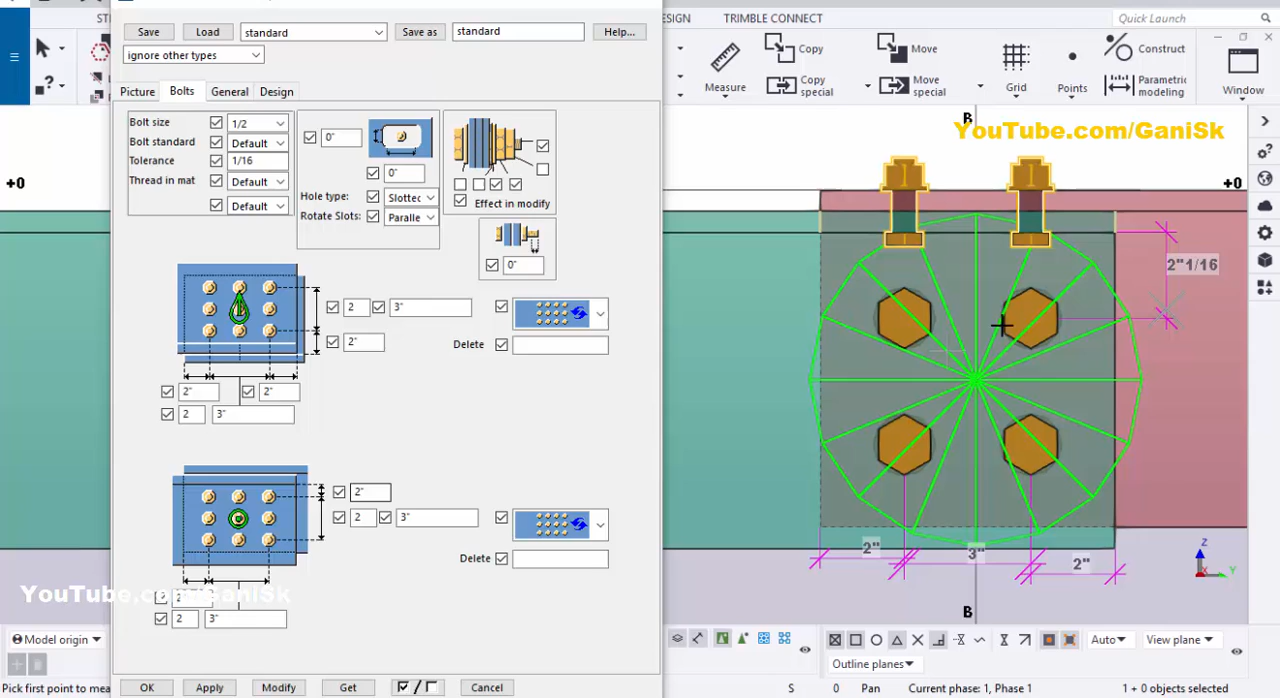 Save
Load
standard
Save as
standard
Help...
ignore other types
Picture
Bolts
General
Design
Bolt size
1/2
Bolt standard
Default
Tolerance
1/16
Thread in mat
Default
Default
0"
0"
Hole type:
Slottec
Rotate Slots:
Paralle
Effect in modify
0"
2
3"
2"
Delete
2"
2"
2
3"
2"
2
3"
Delete
2
3"
OK
Apply
Modify
Get
/
Cancel
ESIGN
TRIMBLE CONNECT
Quick Launch
Measure
Copy
Copy special
Move
Move special
Grid
Points
Construct
Parametric modeling
Window
YouTube.com/GaniSk
B
+0
+0
2"1/16
2"
3"
2"
B
Z
Y
X
YouTube.com/GaniSk
Model origin
Auto
View plane
Outline planes
Pick first point to mea
S
0
Pan
Current phase: 1, Phase 1
1 + 0 objects selected